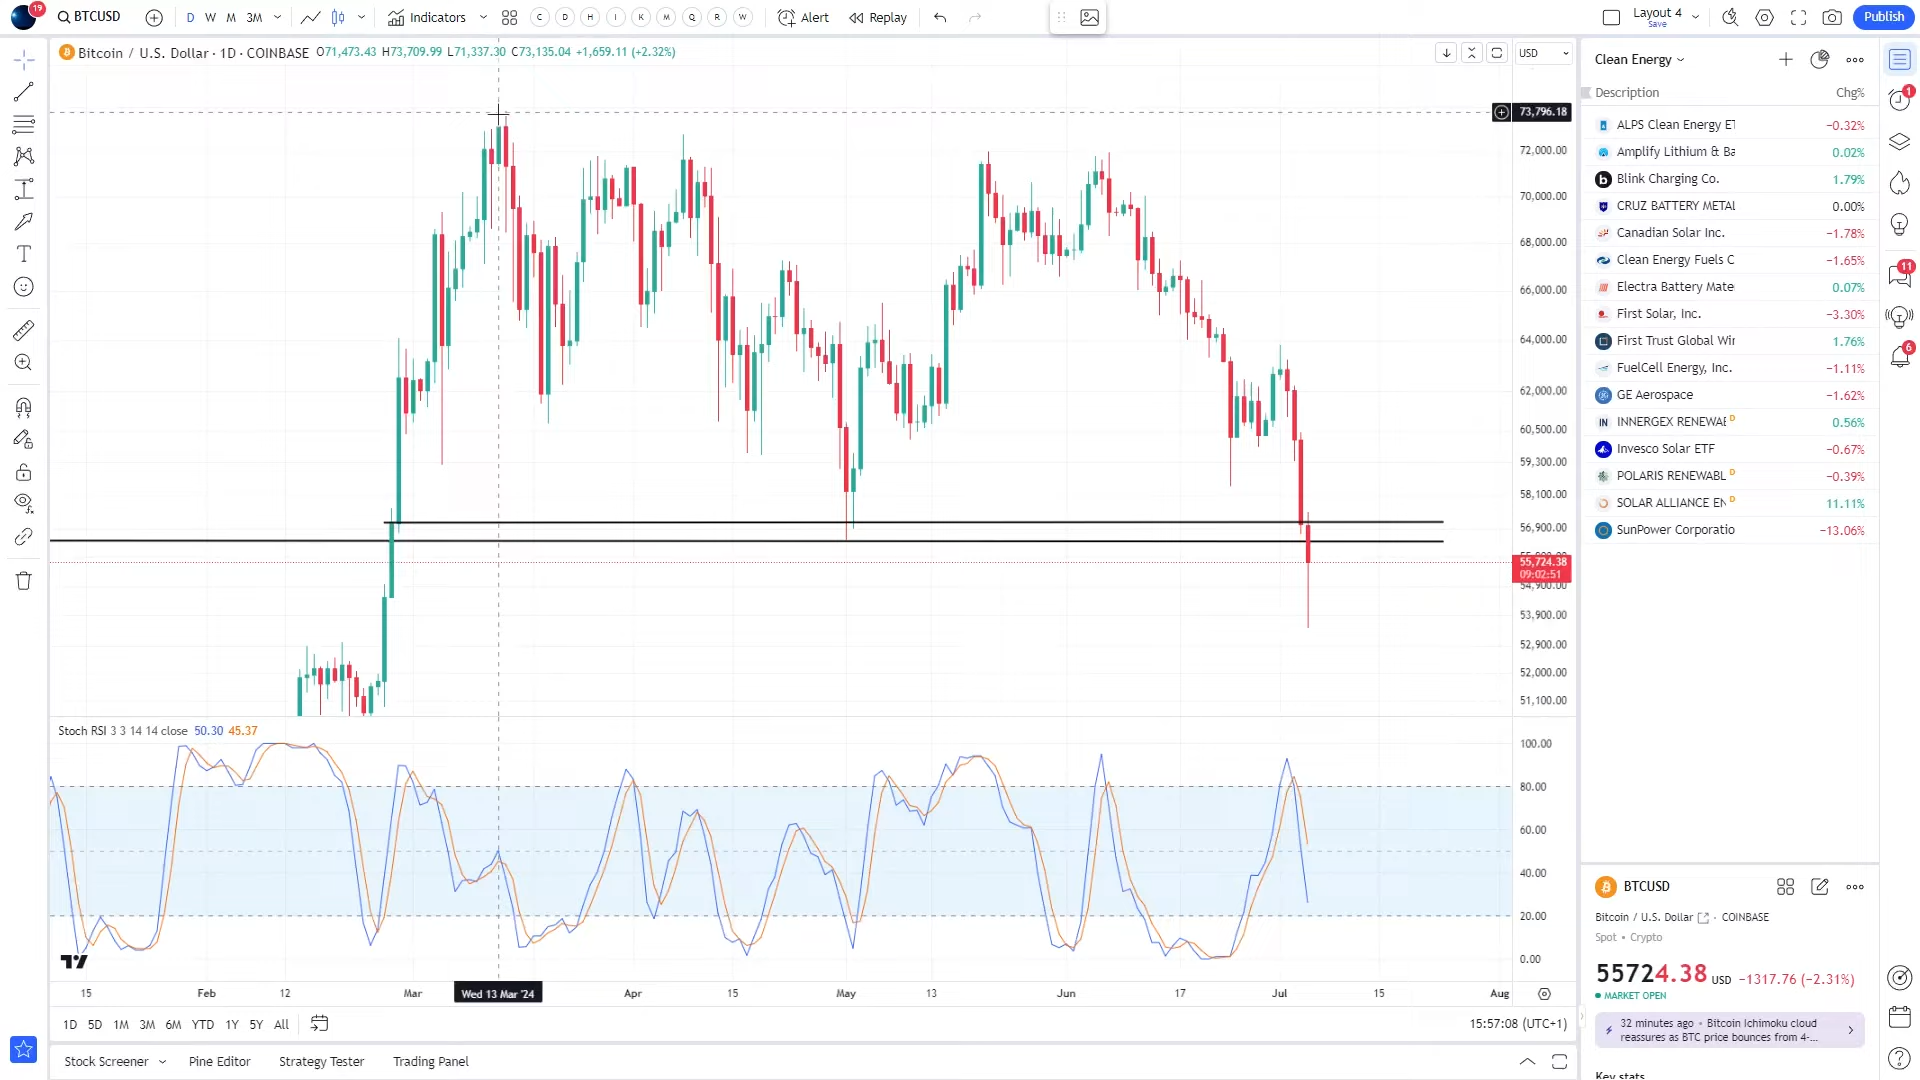 19
BTCUSD
D W M 3M
Indicators
C D H I K M Q R W
Alert
Replay
Layout 4
Save
Publish
Bitcoin / U.S. Dollar · 1D · COINBASE O71,473.43 H73,709.99 L71,337.30 C73,135.04 +1,659.11 (+2.32%)
USD
73,796.18
72,000.00
70,000.00
68,000.00
66,000.00
64,000.00
62,000.00
60,500.00
59,300.00
58,100.00
56,900.00
55,724.38
09:02:51
54,900.00
53,900.00
52,900.00
52,000.00
51,100.00
Stoch RSI 3 3 14 14 close 50.30 45.37
100.00
80.00
60.00
40.00
20.00
0.00
15 Feb 12 Mar Wed 13 Mar '24 Apr 15 May 13 Jun 17 Jul 15 Aug
1D 5D 1M 3M 6M YTD 1Y 5Y All
15:57:08 (UTC+1)
Stock Screener Pine Editor Strategy Tester Trading Panel
Clean Energy
Description Chg%
ALPS Clean Energy ET −0.32%
Amplify Lithium & Ba 0.02%
Blink Charging Co. 1.79%
CRUZ BATTERY METAL 0.00%
Canadian Solar Inc. −1.78%
Clean Energy Fuels C −1.65%
Electra Battery Mate 0.07%
First Solar, Inc. −3.30%
First Trust Global Wir 1.76%
FuelCell Energy, Inc. −1.11%
GE Aerospace −1.62%
INNERGEX RENEWAE D 0.56%
Invesco Solar ETF −0.67%
POLARIS RENEWABL D −0.39%
SOLAR ALLIANCE EN D 11.11%
SunPower Corporatio −13.06%
BTCUSD
Bitcoin / U.S. Dollar · COINBASE
Spot • Crypto
55724.38 USD −1317.76 (−2.31%)
MARKET OPEN
32 minutes ago • Bitcoin Ichimoku cloud
reassures as BTC price bounces from 4-...
Key stats
1
11
6